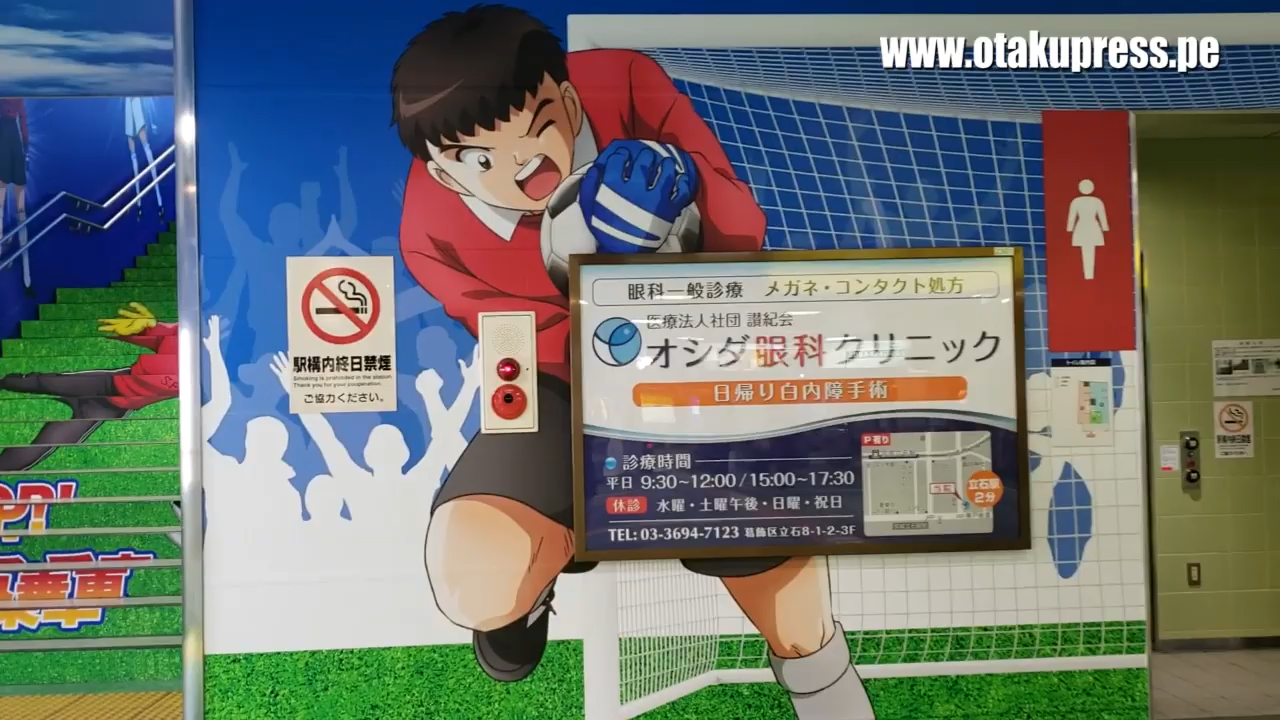 www.otakupress.pe
駅構内終日禁煙
Smoking is prohibited in the station.
Thank you for your cooperation.
ご協力ください。
眼科一般診療 メガネ・コンタクト処方
医療法人社団 讃紀会
オシダ眼科クリニック
日帰り白内障手術
診療時間
平日 9:30~12:00/15:00~17:30
休診 水曜・土曜午後・日曜・祝日
TEL: 03-3694-7123 葛飾区立石8-1-2-3F
P有り
立石駅
2分
P!
乗車